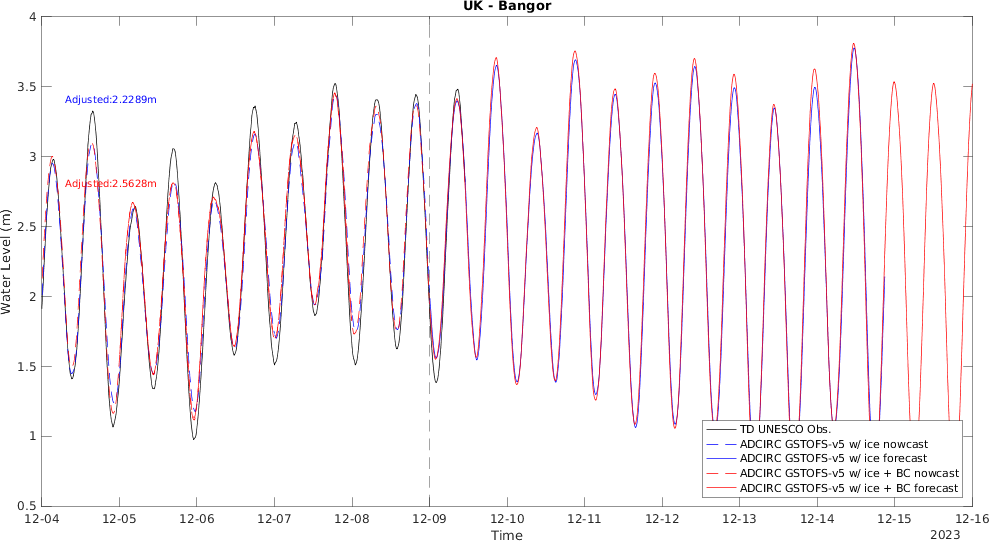 UK - Bangor
4
3.5
3
2.5
2
1.5
1
0.5
Water Level (m)
Adjusted:2.2289m
Adjusted:2.5628m
TD UNESCO Obs.
ADCIRC GSTOFS-v5 w/ ice nowcast
ADCIRC GSTOFS-v5 w/ ice forecast
ADCIRC GSTOFS-v5 w/ ice + BC nowcast
ADCIRC GSTOFS-v5 w/ ice + BC forecast
12-04 12-05 12-06 12-07 12-08 12-09 12-10 12-11 12-12 12-13 12-14 12-15 12-16
Time
2023